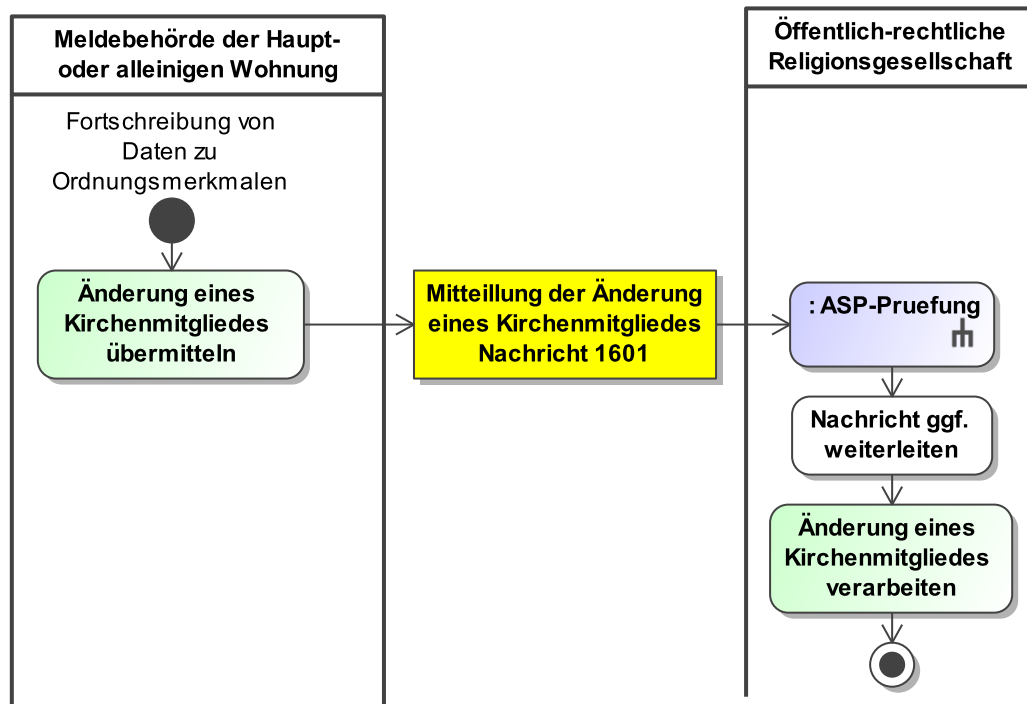 Meldebehörde der Haupt-
oder alleinigen Wohnung
Öffentlich-rechtliche
Religionsgesellschaft
Fortschreibung von
Daten zu
Ordnungsmerkmalen
Änderung eines
Kirchenmitgliedes
übermitteln
Mitteillung der Änderung
eines Kirchenmitgliedes
Nachricht 1601
: ASP-Pruefung
Nachricht ggf.
weiterleiten
Änderung eines
Kirchenmitgliedes
verarbeiten